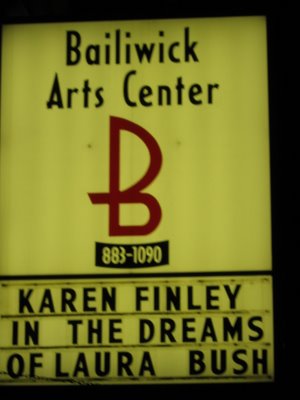 Bailiwick
Arts Center
B
883-1090
KAREN FINLEY
IN THE DREAMS
OF LAURA BUSH